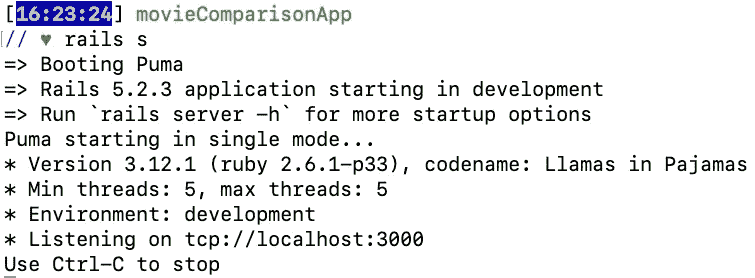 [16:23:24] movieComparisonApp
// ♥ rails s
=> Booting Puma
=> Rails 5.2.3 application starting in development
=> Run `rails server -h` for more startup options
Puma starting in single mode...
* Version 3.12.1 (ruby 2.6.1-p33), codename: Llamas in Pajamas
* Min threads: 5, max threads: 5
* Environment: development
* Listening on tcp://localhost:3000
Use Ctrl-C to stop